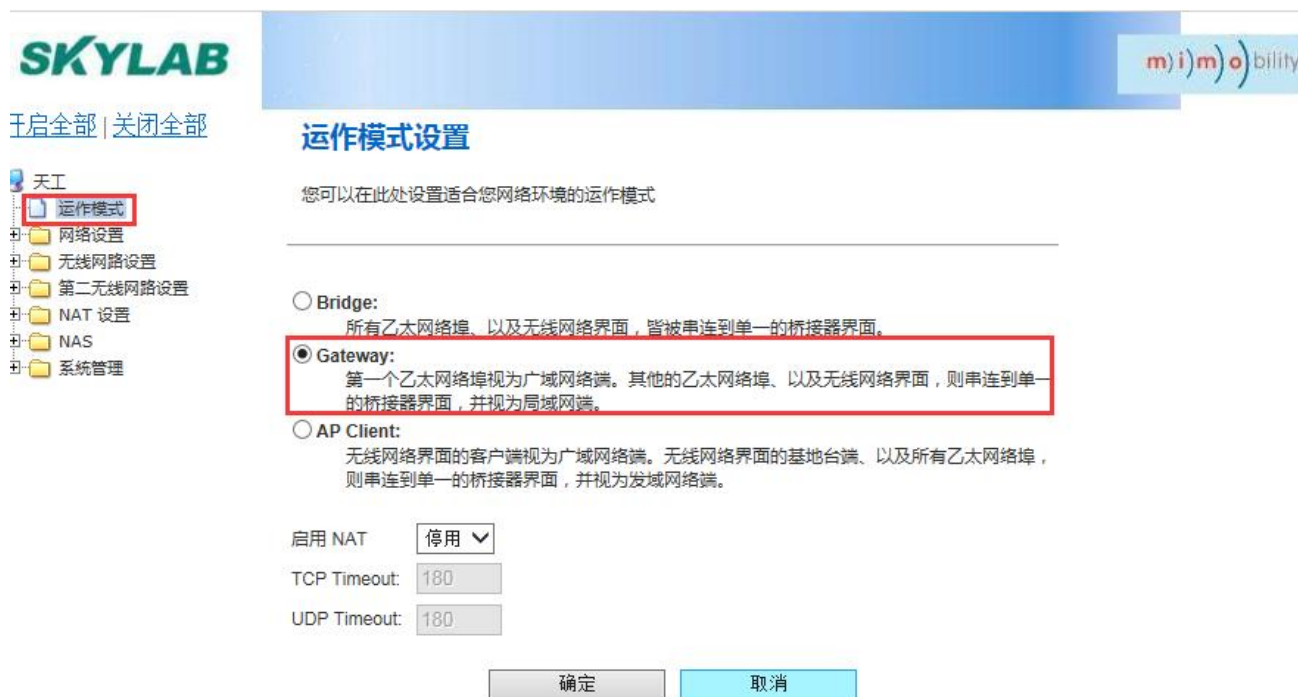 SKYLAB
m)i)m)o)bility
开启全部 | 关闭全部
天工
运作模式
网络设置
无线网路设置
第二无线网路设置
NAT 设置
NAS
系统管理
运作模式设置
您可以在此处设置适合您网络环境的运作模式
Bridge:
所有乙太网络埠、以及无线网络界面，皆被串连到单一的桥接器界面。
Gateway:
第一个乙太网络埠视为广域网络端。其他的乙太网络埠、以及无线网络界面，则串连到单一
的桥接器界面，并视为局域网端。
AP Client:
无线网络界面的客户端视为广域网络端。无线网络界面的基地台端、以及所有乙太网络埠，
则串连到单一的桥接器界面，并视为发域网络端。
启用 NAT 停用
TCP Timeout: 180
UDP Timeout: 180
确定 取消